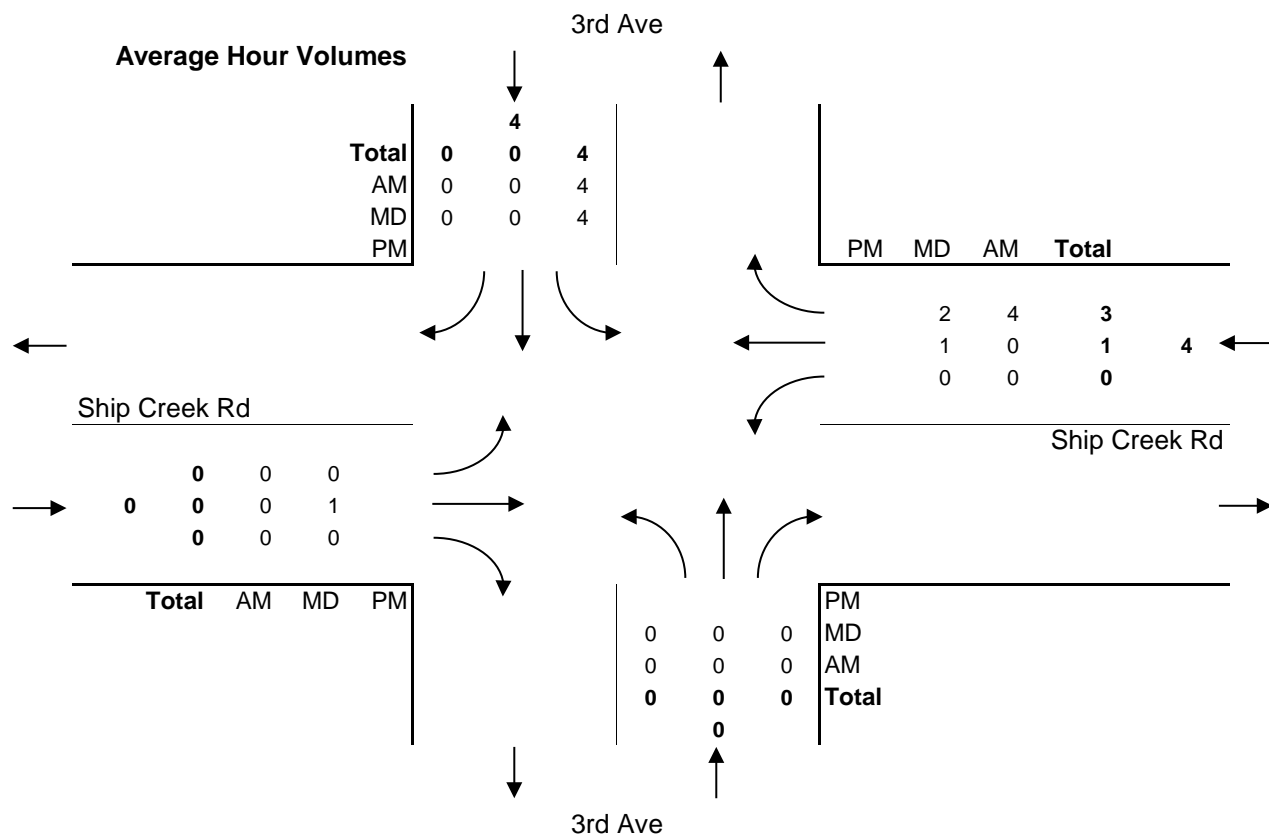 3rd Ave
Average Hour Volumes
4
Total 0 0 4
AM 0 0 4
MD 0 0 4
PM
PM MD AM Total
2 4 3
1 0 1 4
0 0 0
Ship Creek Rd
Ship Creek Rd
0 0 0
0 0 0 1
0 0 0
Total AM MD PM
PM
0 0 0 MD
0 0 0 AM
0 0 0 Total
0
3rd Ave